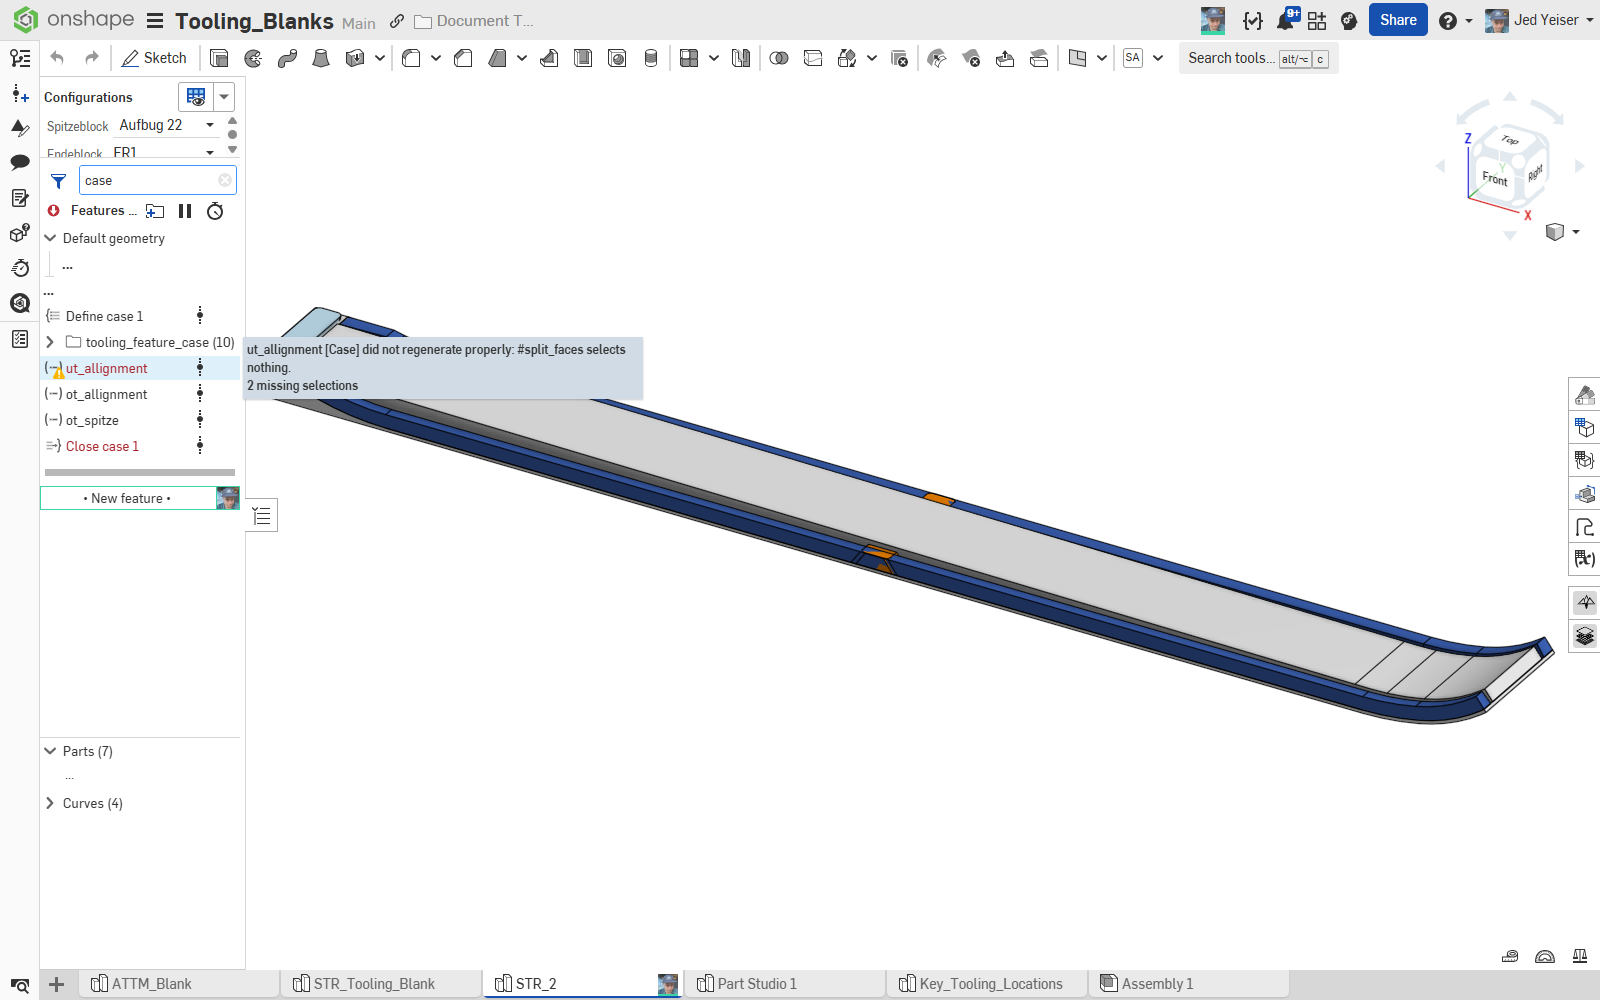 onshape
Tooling_Blanks Main
Document T...
9+
Share
Jed Yeiser
Sketch
SA
Search tools... alt/⌥ c
Configurations
Spitzeblock Aufbug 22
Endeblock ER1
case
Features ...
Default geometry
...
...
Define case 1
tooling_feature_case (10)
ut_allignment
ot_allignment
ot_spitze
Close case 1
• New feature •
ut_allignment [Case] did not regenerate properly: #split_faces selects
nothing.
2 missing selections
Z
Top
Y
Front
Right
X
Parts (7)
...
Curves (4)
ATTM_Blank
STR_Tooling_Blank
STR_2
Part Studio 1
Key_Tooling_Locations
Assembly 1